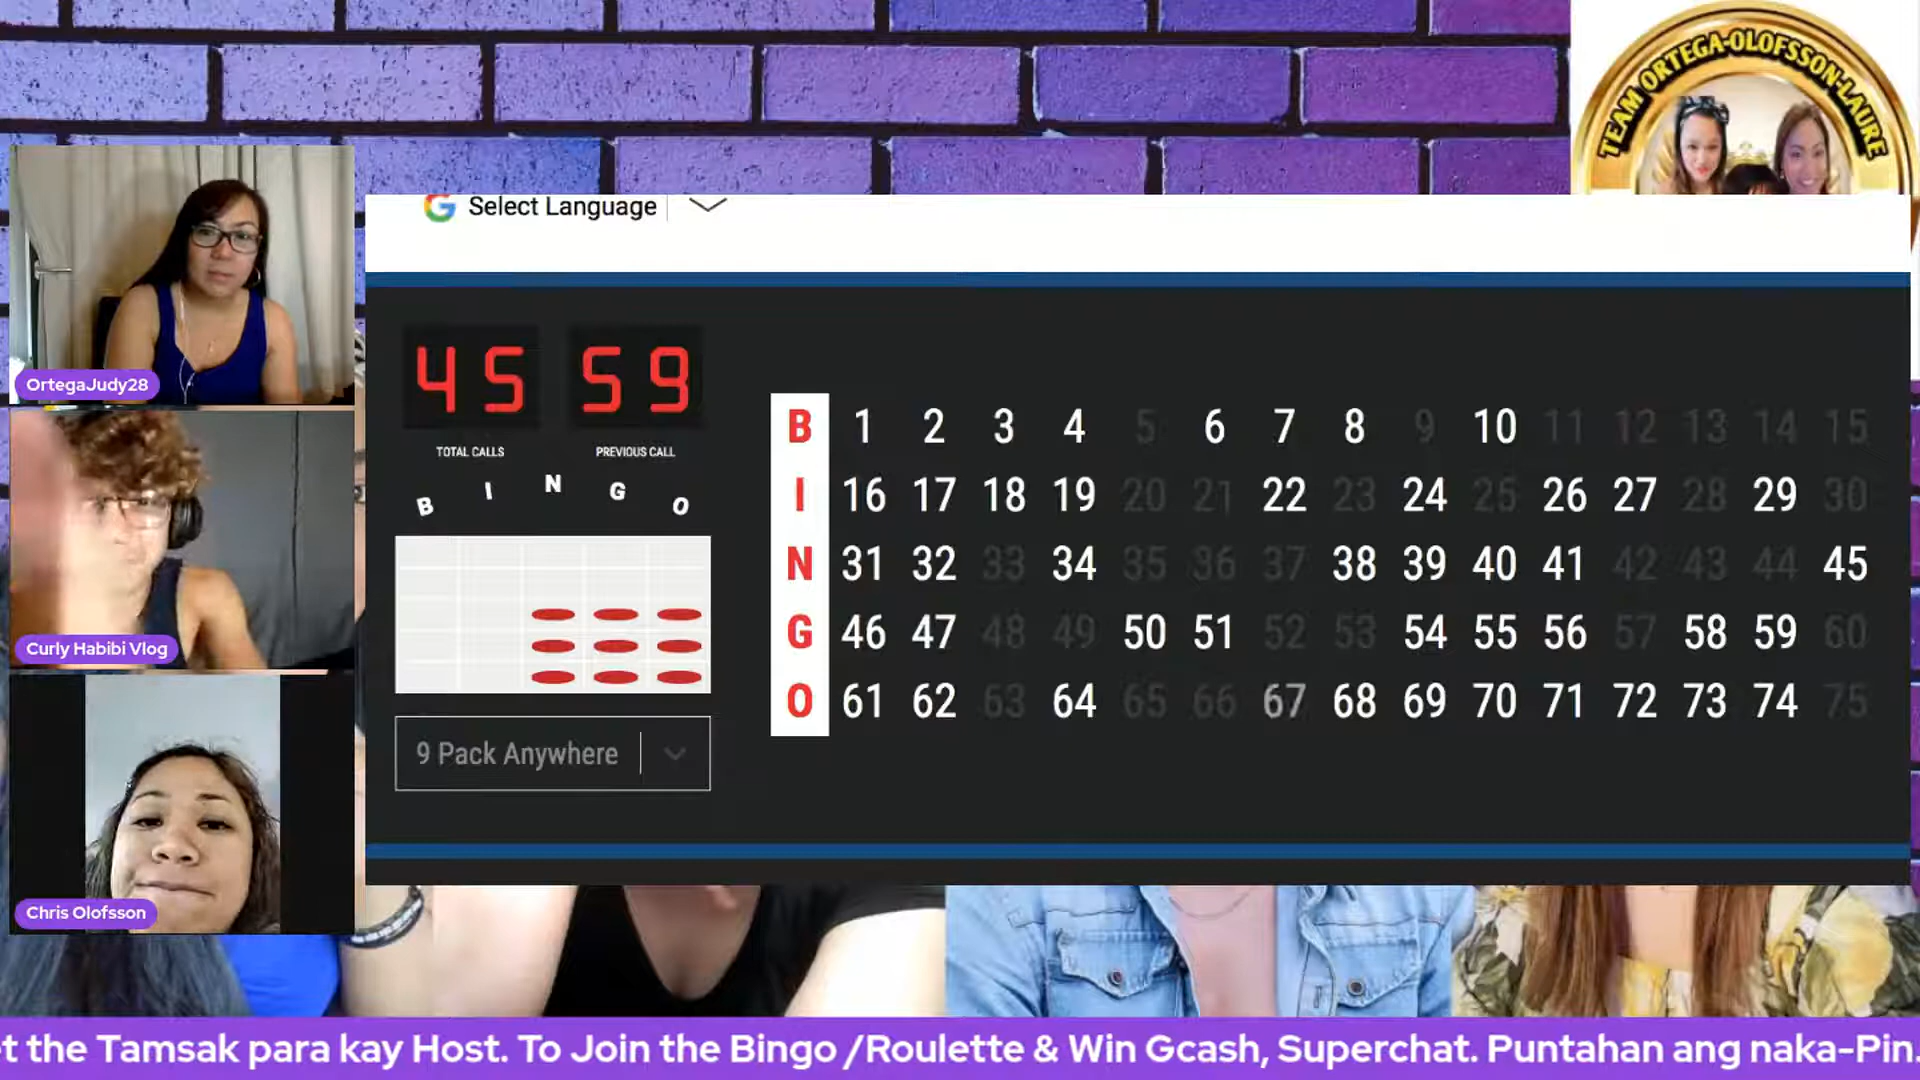 TEAM ORTEGA-OLOFSSON-LAURE
Select Language
OrtegaJudy28
Curly Habibi Vlog
Chris Olofsson
45 59
TOTAL CALLS PREVIOUS CALL
B I N G O
9 Pack Anywhere
B 1 2 3 4 5 6 7 8 9 10 11 12 13 14 15
I 16 17 18 19 20 21 22 23 24 25 26 27 28 29 30
N 31 32 33 34 35 36 37 38 39 40 41 42 43 44 45
G 46 47 48 49 50 51 52 53 54 55 56 57 58 59 60
O 61 62 63 64 65 66 67 68 69 70 71 72 73 74 75
t the Tamsak para kay Host. To Join the Bingo /Roulette & Win Gcash, Superchat. Puntahan ang naka-Pin.